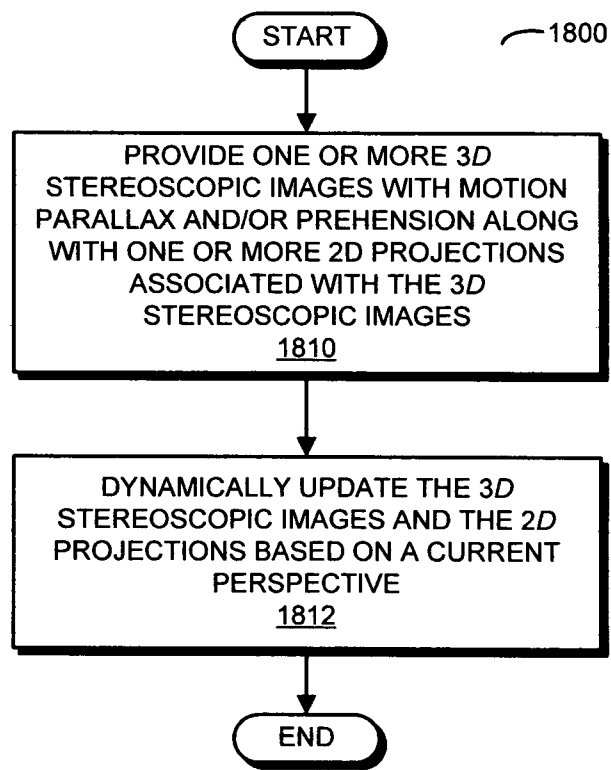 START
1800
PROVIDE ONE OR MORE 3D
STEREOSCOPIC IMAGES WITH MOTION
PARALLAX AND/OR PREHENSION ALONG
WITH ONE OR MORE 2D PROJECTIONS
ASSOCIATED WITH THE 3D
STEREOSCOPIC IMAGES
1810
DYNAMICALLY UPDATE THE 3D
STEREOSCOPIC IMAGES AND THE 2D
PROJECTIONS BASED ON A CURRENT
PERSPECTIVE
1812
END